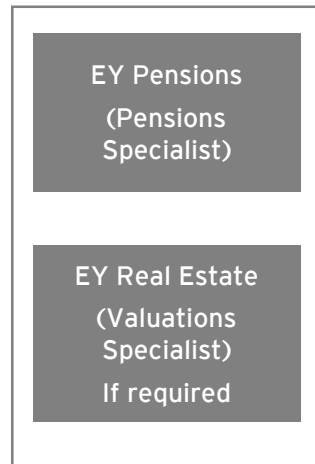 EY Pensions
(Pensions
Specialist)
EY Real Estate
(Valuations
Specialist)
If required